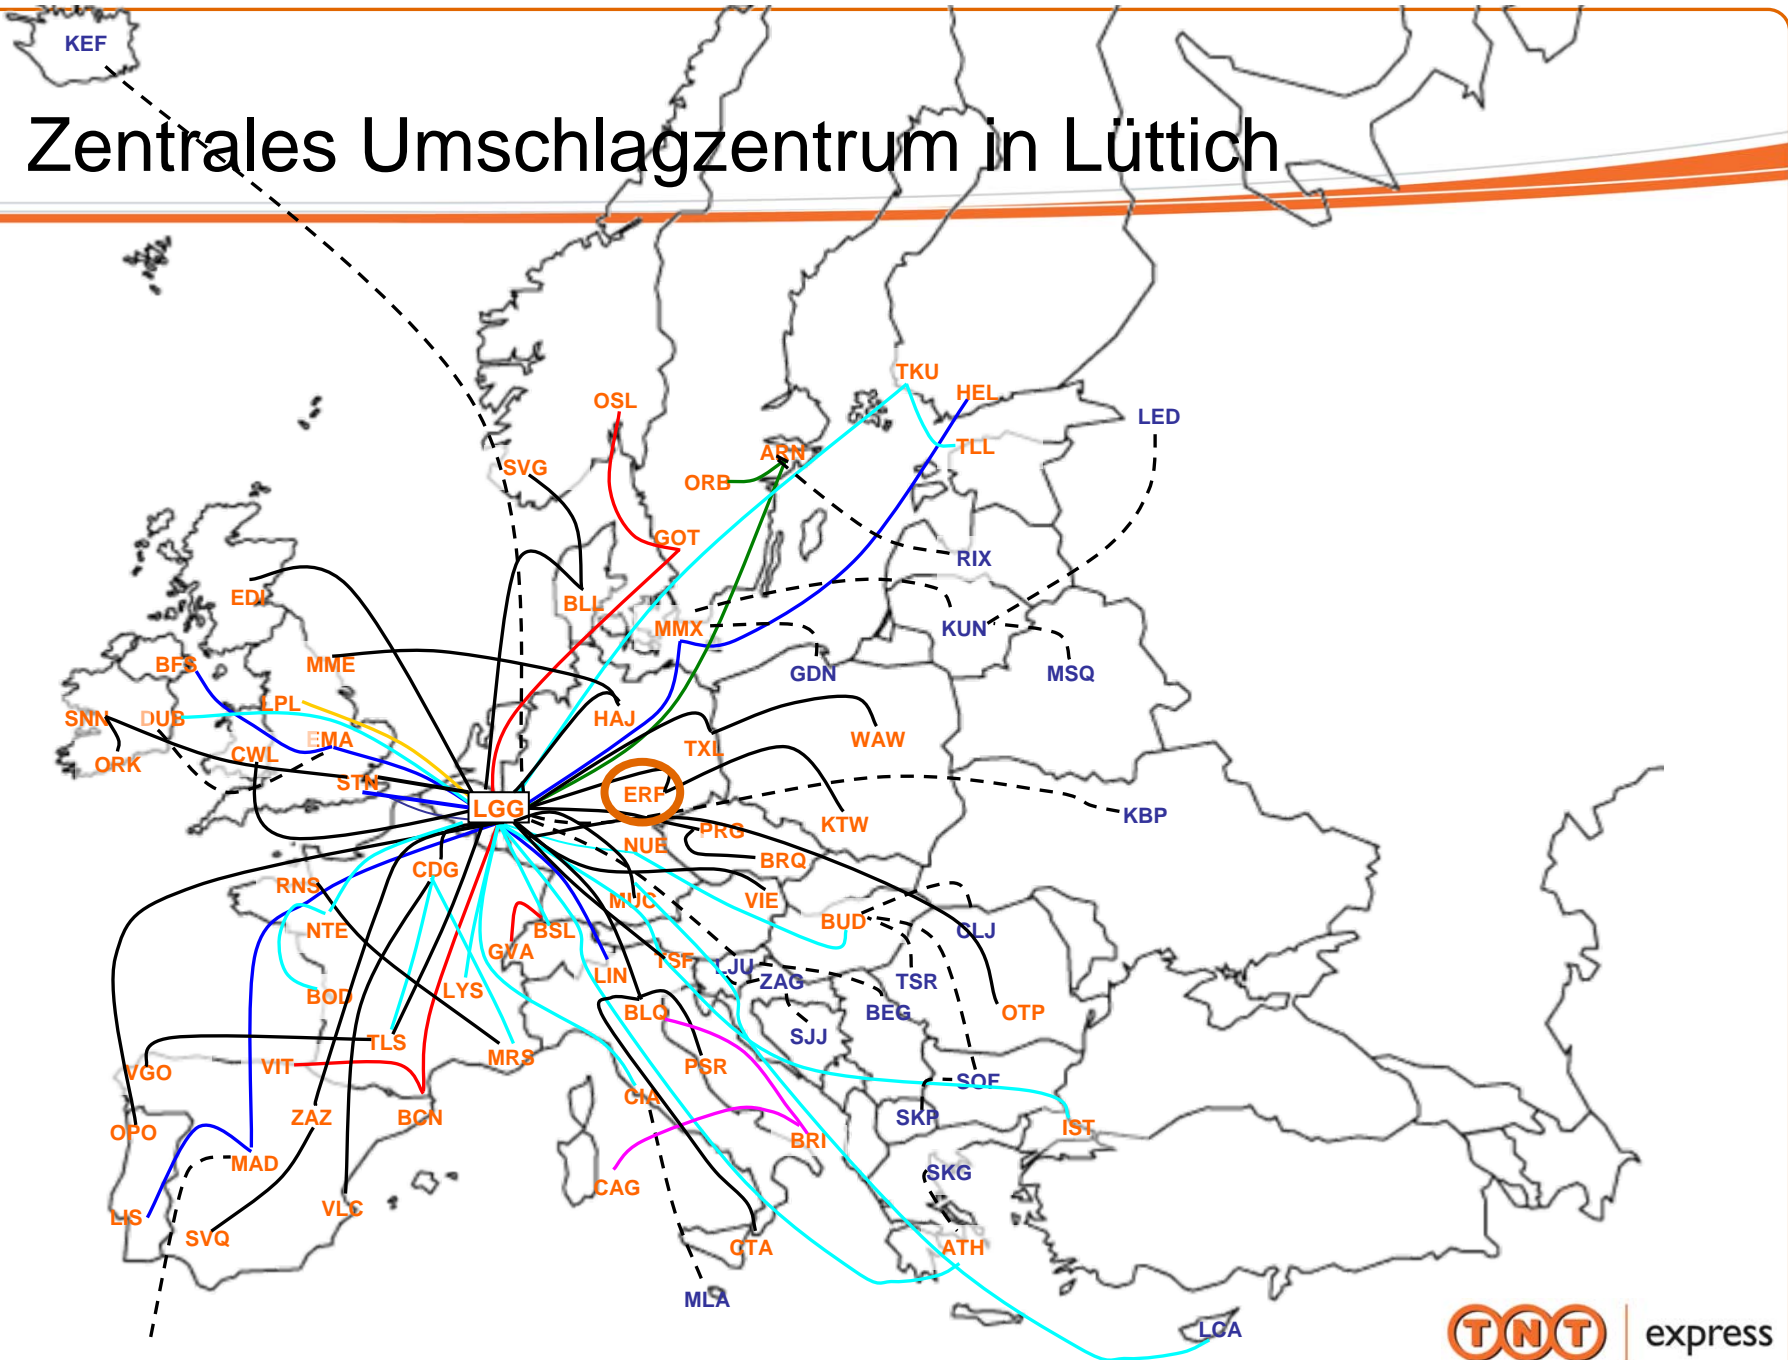 KEF
Zentrales Umschlagzentrum in Lüttich
TKU
HEL
OSL
LED
ARN
TLL
SVG
ORB
GOT
RIX
EDI
BLL
MMX
KUN
BFS
MME
GDN
MSQ
LPL
SNN
DUB
HAJ
EMA
WAW
TXL
CWL
ORK
STN
ERF
LGG
KBP
KTW
PRG
NUE
BRQ
CDG
RNS
MUC
VIE
BUD
NTE
BSL
CLJ
GVA
TSF
LJU
LIN
ZAG
TSR
LYS
BOD
BLQ
BEG
OTP
SJJ
TLS
MRS
VIT
PSR
VGO
SOF
CIA
ZAZ
BCN
SKP
IST
OPO
BRI
MAD
SKG
CAG
VLC
LIS
SVQ
CTA
ATH
MLA
LCA
TNT express